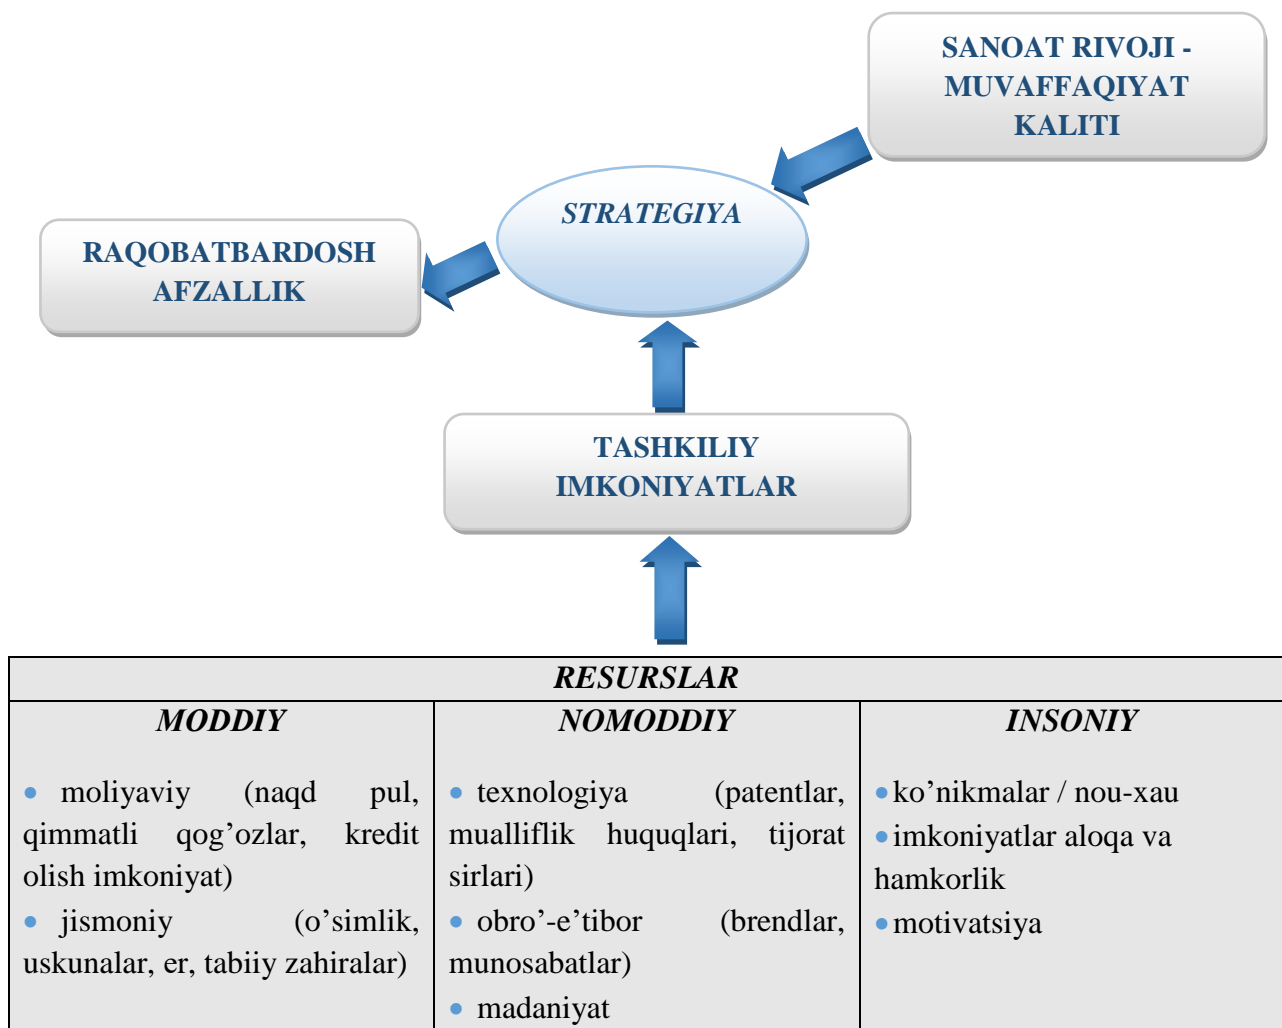 SANOAT RIVOJI -
MUVAFFAQIYAT
KALITI
STRATEGIYA
RAQOBATBARDOSH
AFZALLIK
TASHKILIY
IMKONIYATLAR
RESURSLAR
MODDIY
• moliyaviy (naqd pul,
qimmatli qog’ozlar, kredit
olish imkoniyat)
• jismoniy (o’simlik,
uskunalar, er, tabiiy zahiralar)
NOMODDIY
• texnologiya (patentlar,
mualliflik huquqlari, tijorat
sirlari)
• obro’-e’tibor (brendlar,
munosabatlar)
• madaniyat
INSONIY
• ko’nikmalar / nou-xau
• imkoniyatlar aloqa va
hamkorlik
• motivatsiya